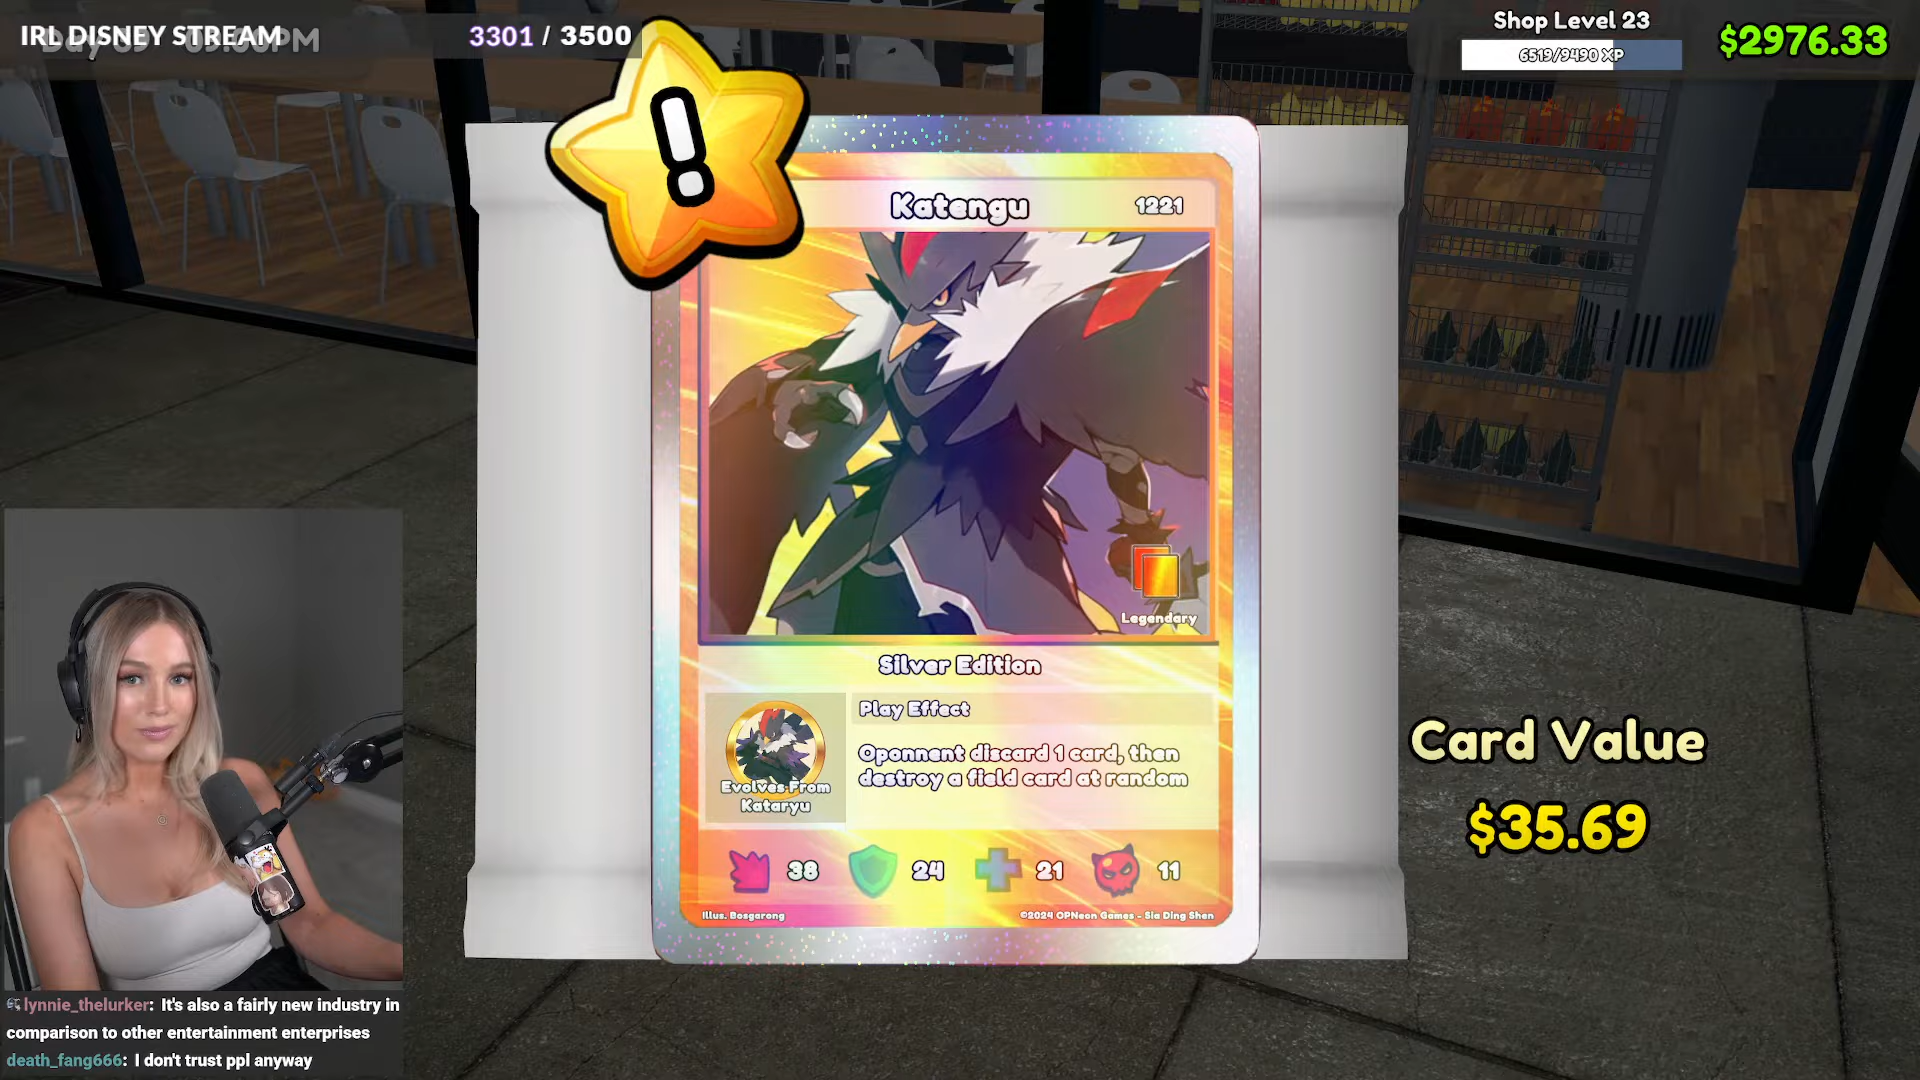 IRL DISNEY STREAM
3301 / 3500
Shop Level 23
6519/9490 XP
$2976.33
!
Katengu
1221
Legendary
Silver Edition
Play Effect
Oponnent discard 1 card, then
destroy a field card at random
Evolves From
Kataryu
38
24
21
11
Illus. Bosgarong
©2024 OPNeon Games - Sia Ding Shen
Card Value
$35.69
lynnie_thelurker: It's also a fairly new industry in
comparison to other entertainment enterprises
death_fang666: I don't trust ppl anyway